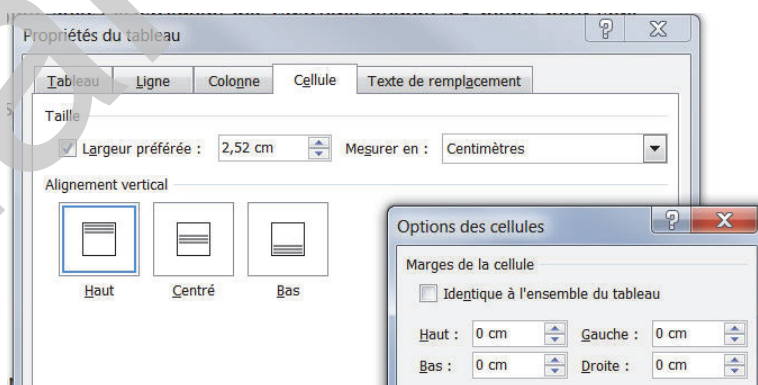 Propriétés du tableau
Tableau Ligne Colonne Cellule Texte de remplacement
Taille
Largeur préférée : 2,52 cm Mesurer en : Centimètres
Alignement vertical
Haut Centré Bas
Options des cellules
Marges de la cellule
Identique à l'ensemble du tableau
Haut : 0 cm Gauche : 0 cm
Bas : 0 cm Droite : 0 cm